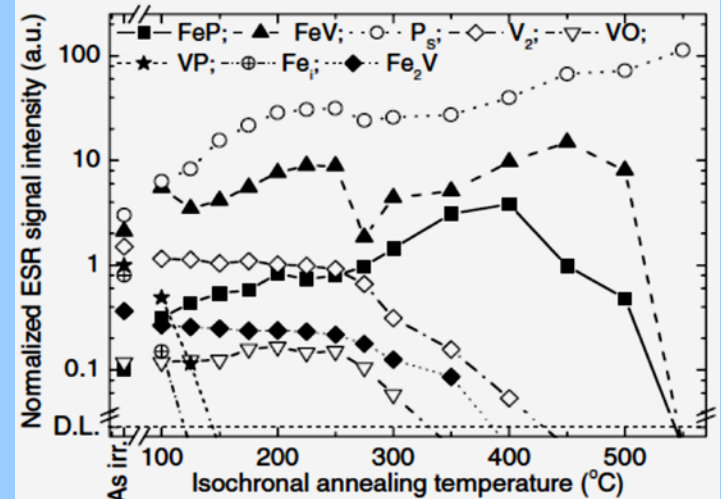 FeP; FeV; Pₛ; V₂; VO;
VP; Feᵢ; Fe₂V
Normalized ESR signal intensity (a.u.)
100
10
1
0.1
D.L.
As irr.
100 200 300 400 500
Isochronal annealing temperature (°C)